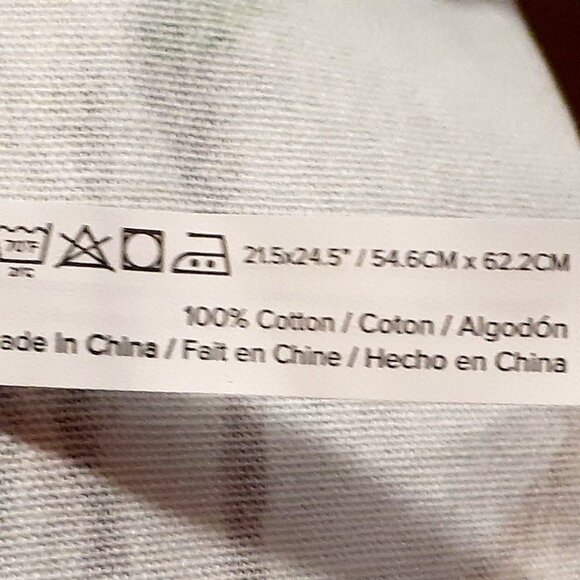 70°F
21°C
21.5x24.5" / 54.6CM x 62.2CM
100% Cotton / Coton / Algodón
ade In China / Fait en Chine / Hecho en China